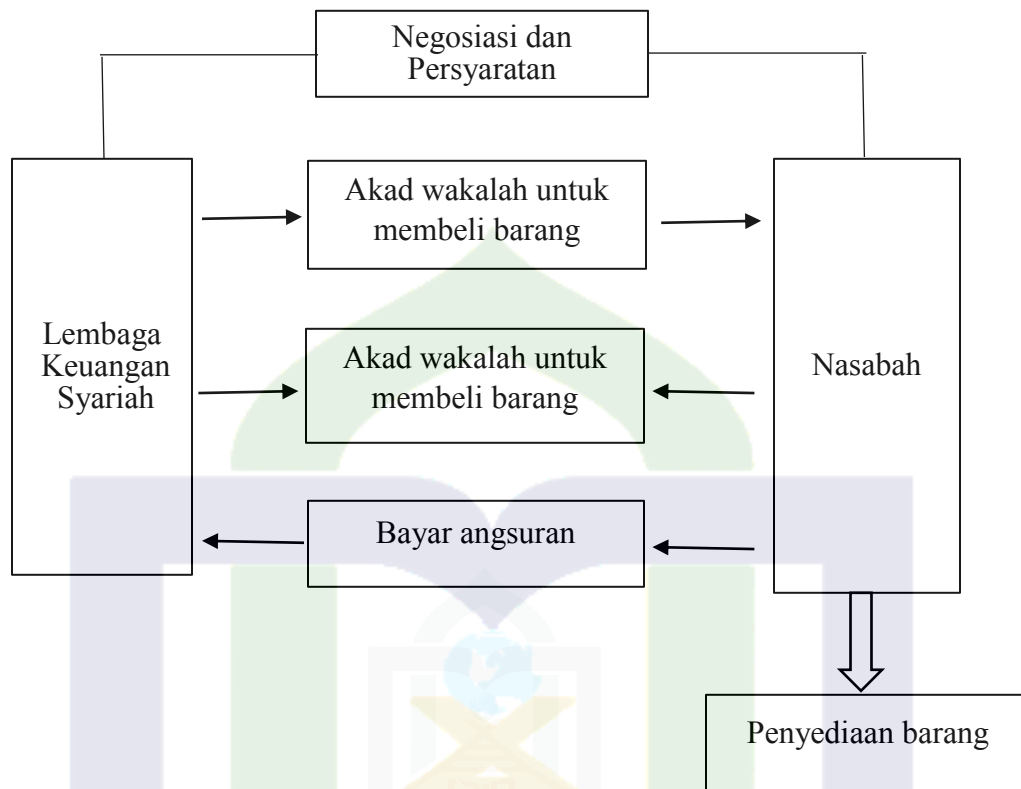 Negosiasi dan
Persyaratan
Akad wakalah untuk
membeli barang
Lembaga
Keuangan
Syariah
Akad wakalah untuk
membeli barang
Nasabah
Bayar angsuran
Penyediaan barang